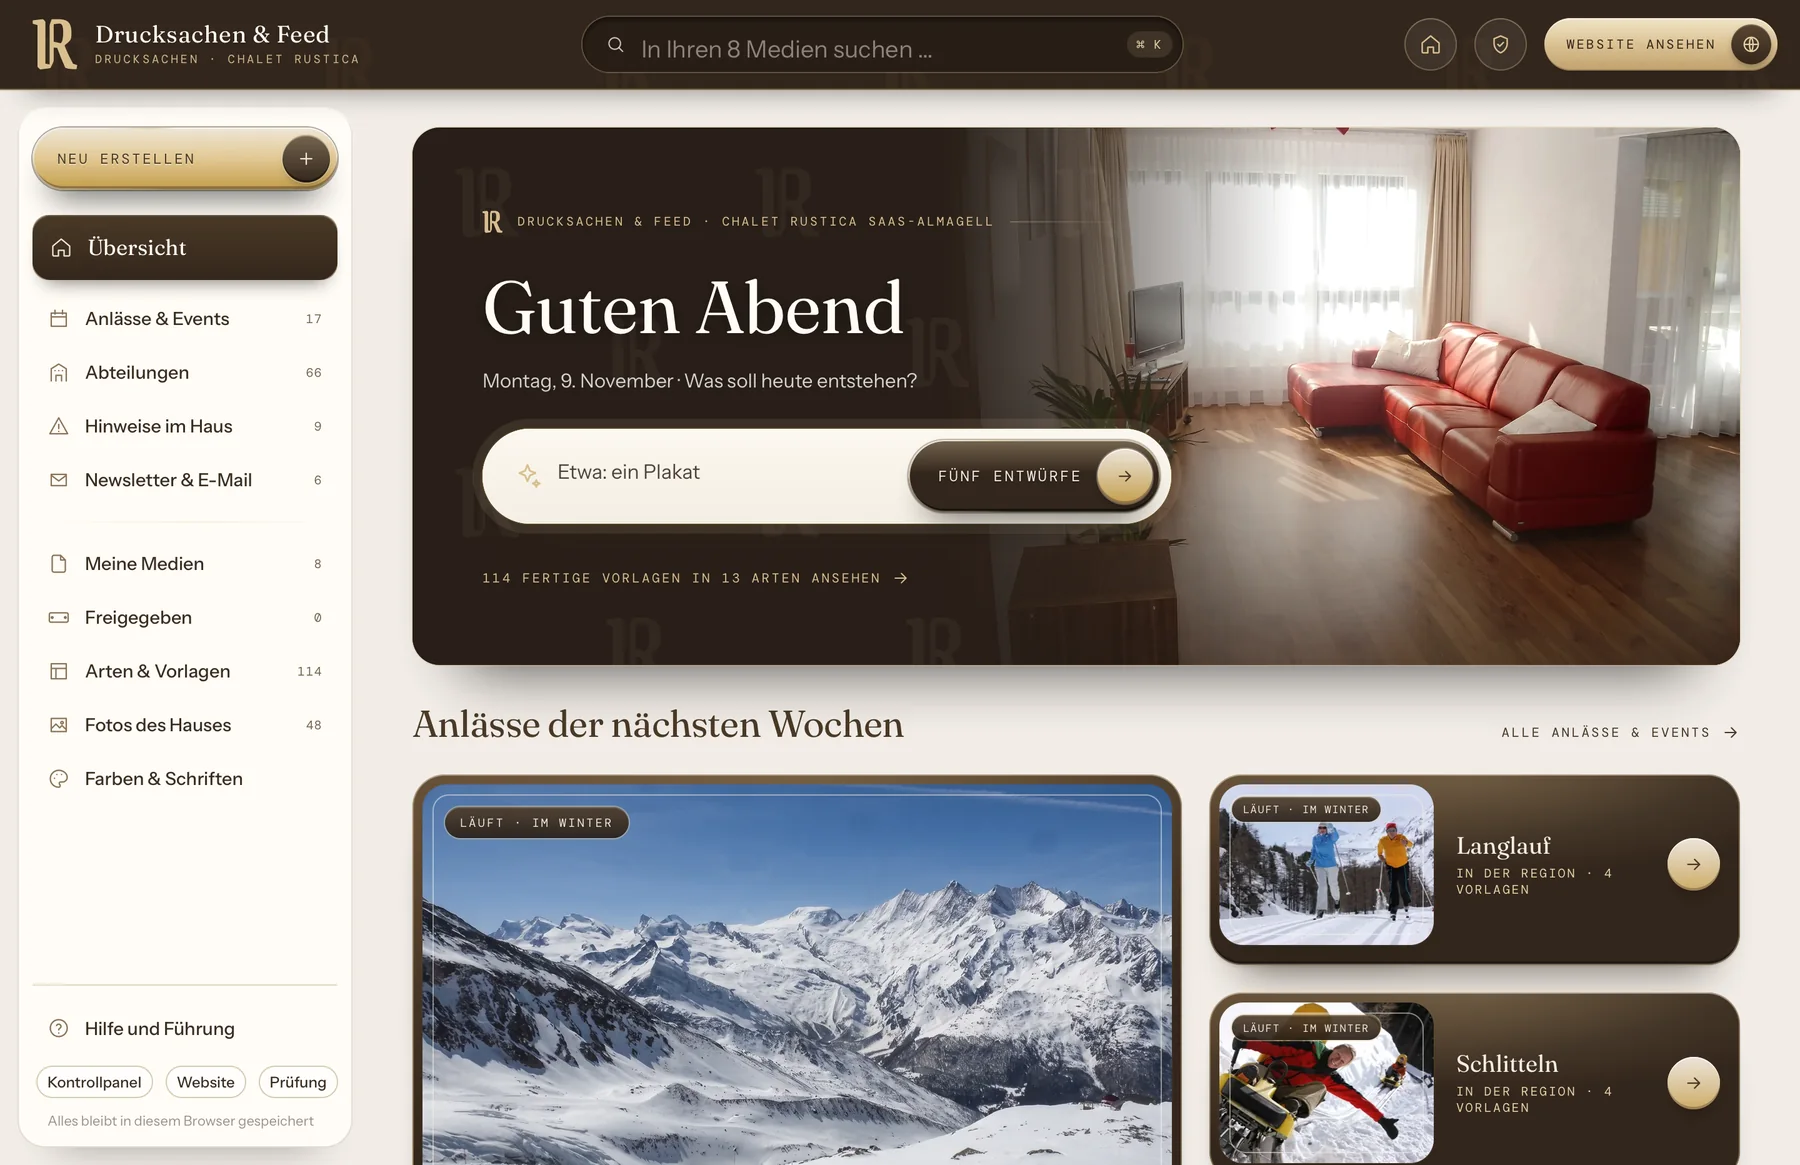 Drucksachen & Feed
DRUCKSACHEN · CHALET RUSTICA
In Ihren 8 Medien suchen ...
⌘ K
WEBSITE ANSEHEN
NEU ERSTELLEN
Übersicht
Anlässe & Events 17
Abteilungen 66
Hinweise im Haus 9
Newsletter & E-Mail 6
Meine Medien 8
Freigegeben 0
Arten & Vorlagen 114
Fotos des Hauses 48
Farben & Schriften
Hilfe und Führung
Kontrollpanel Website Prüfung
Alles bleibt in diesem Browser gespeichert
DRUCKSACHEN & FEED · CHALET RUSTICA SAAS-ALMAGELL
Guten Abend
Montag, 9. November · Was soll heute entstehen?
Etwa: ein Plakat
FÜNF ENTWÜRFE
114 FERTIGE VORLAGEN IN 13 ARTEN ANSEHEN
Anlässe der nächsten Wochen
ALLE ANLÄSSE & EVENTS
LÄUFT · IM WINTER
LÄUFT · IM WINTER
Langlauf
IN DER REGION · 4
VORLAGEN
LÄUFT · IM WINTER
Schlitteln
IN DER REGION · 4
VORLAGEN